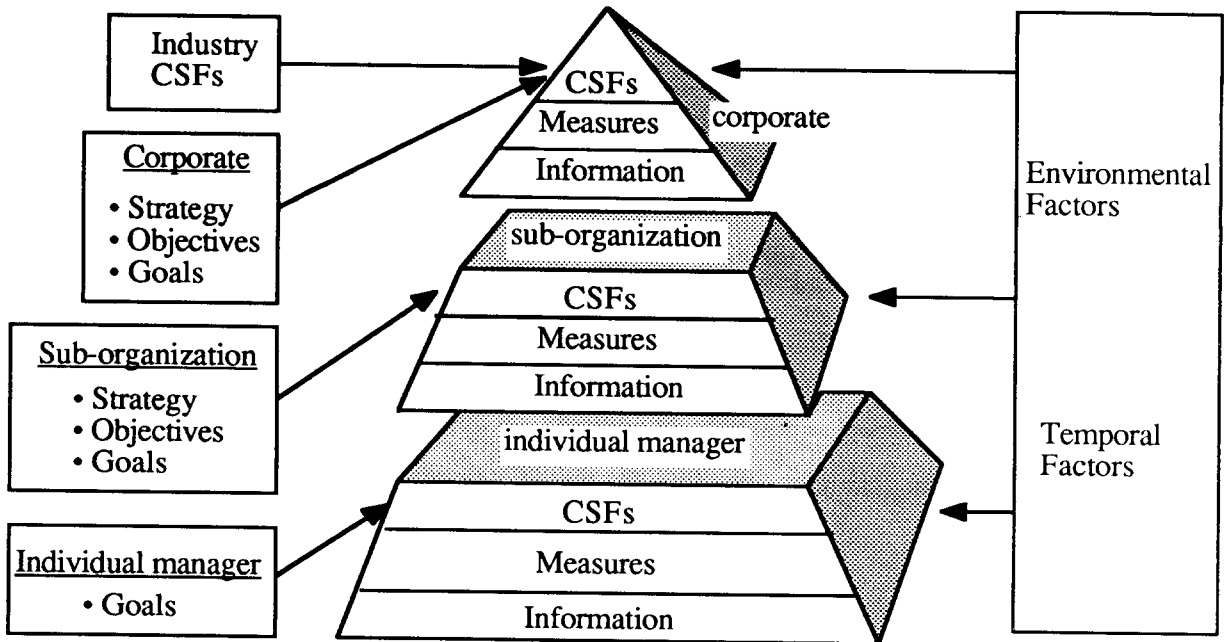 Industry
CSFs
Corporate
• Strategy
• Objectives
• Goals
Sub-organization
• Strategy
• Objectives
• Goals
Individual manager
• Goals
CSFs
Measures
Information
corporate
sub-organization
CSFs
Measures
Information
individual manager
CSFs
Measures
Information
Environmental
Factors
Temporal
Factors